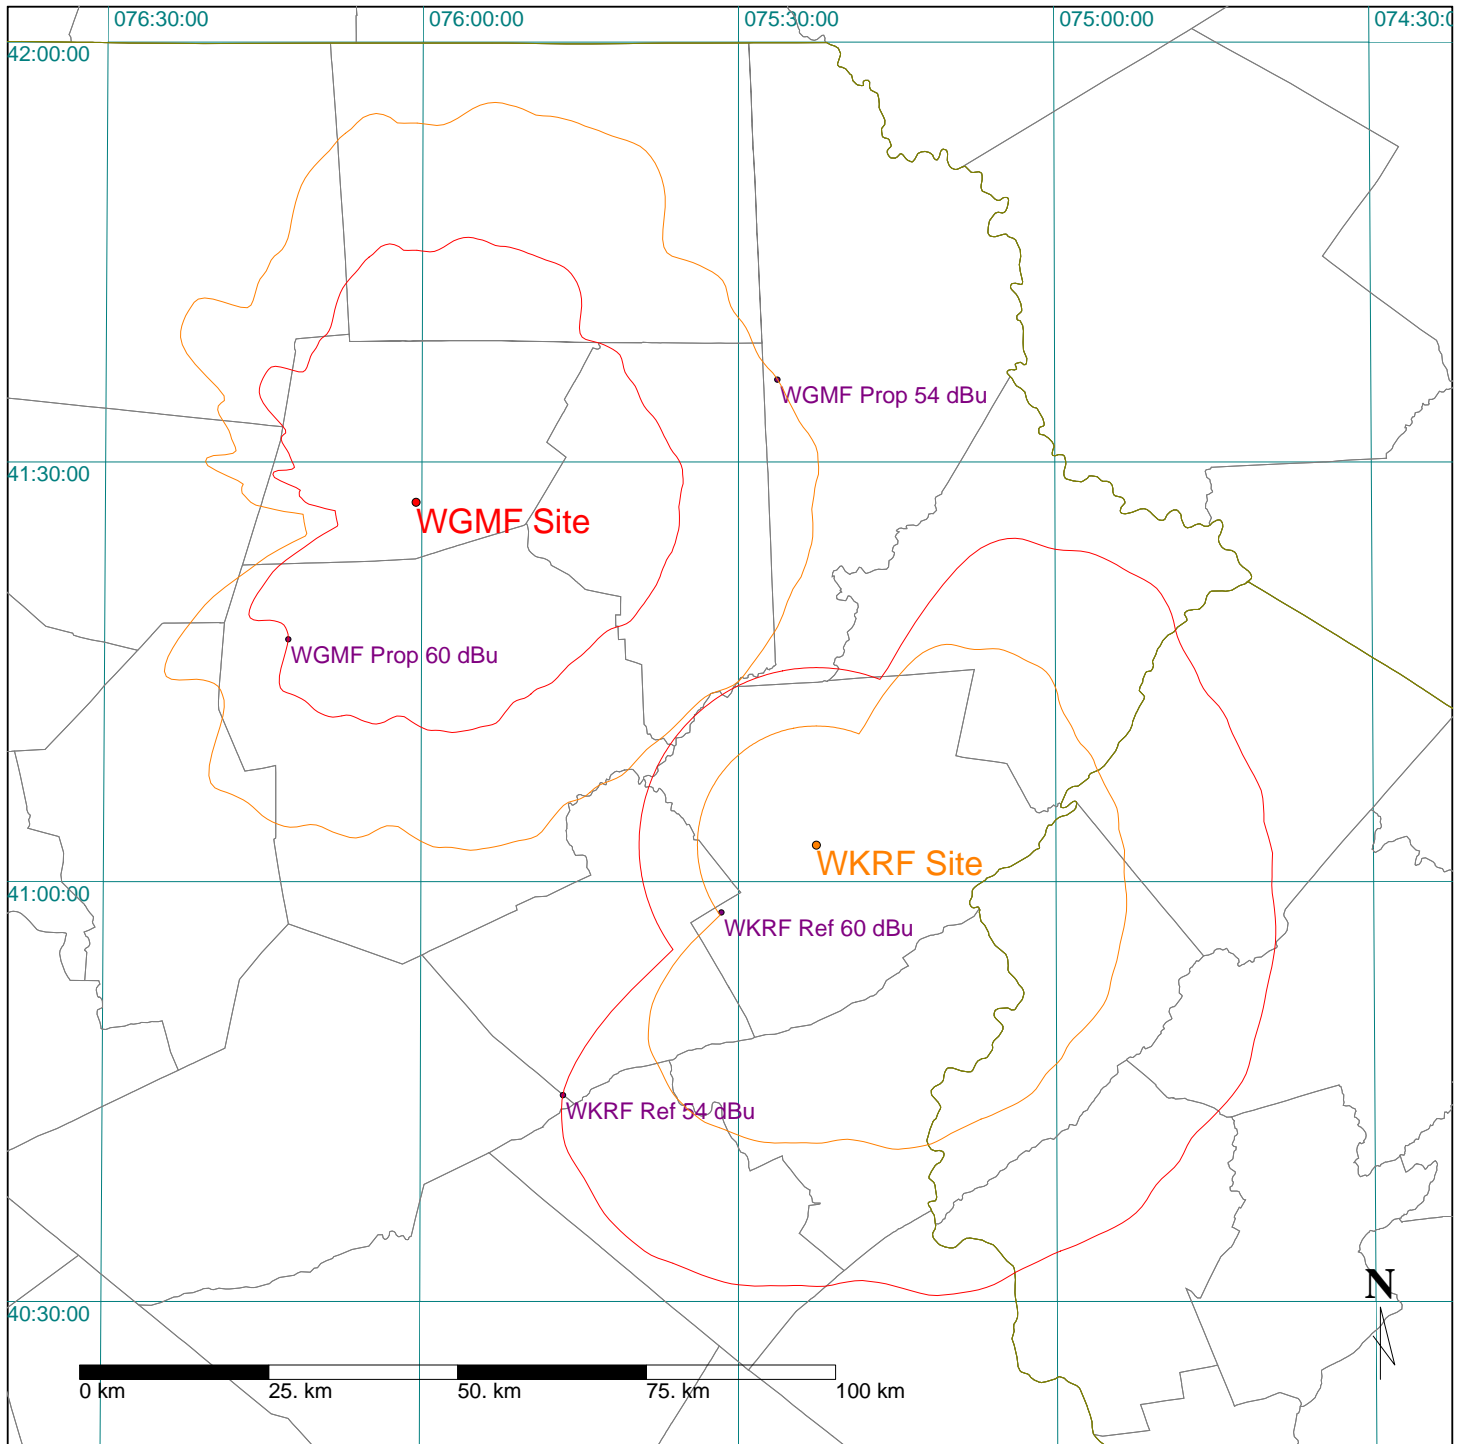 076:30:00
076:00:00
075:30:00
075:00:00
074:30:0
42:00:00
WGMF Prop 54 dBu
41:30:00
WGMF Site
WGMF Prop 60 dBu
WKRF Site
41:00:00
WKRF Ref 60 dBu
WKRF Ref 54 dBu
N
40:30:00
0 km
25. km
50. km
75. km
100 km